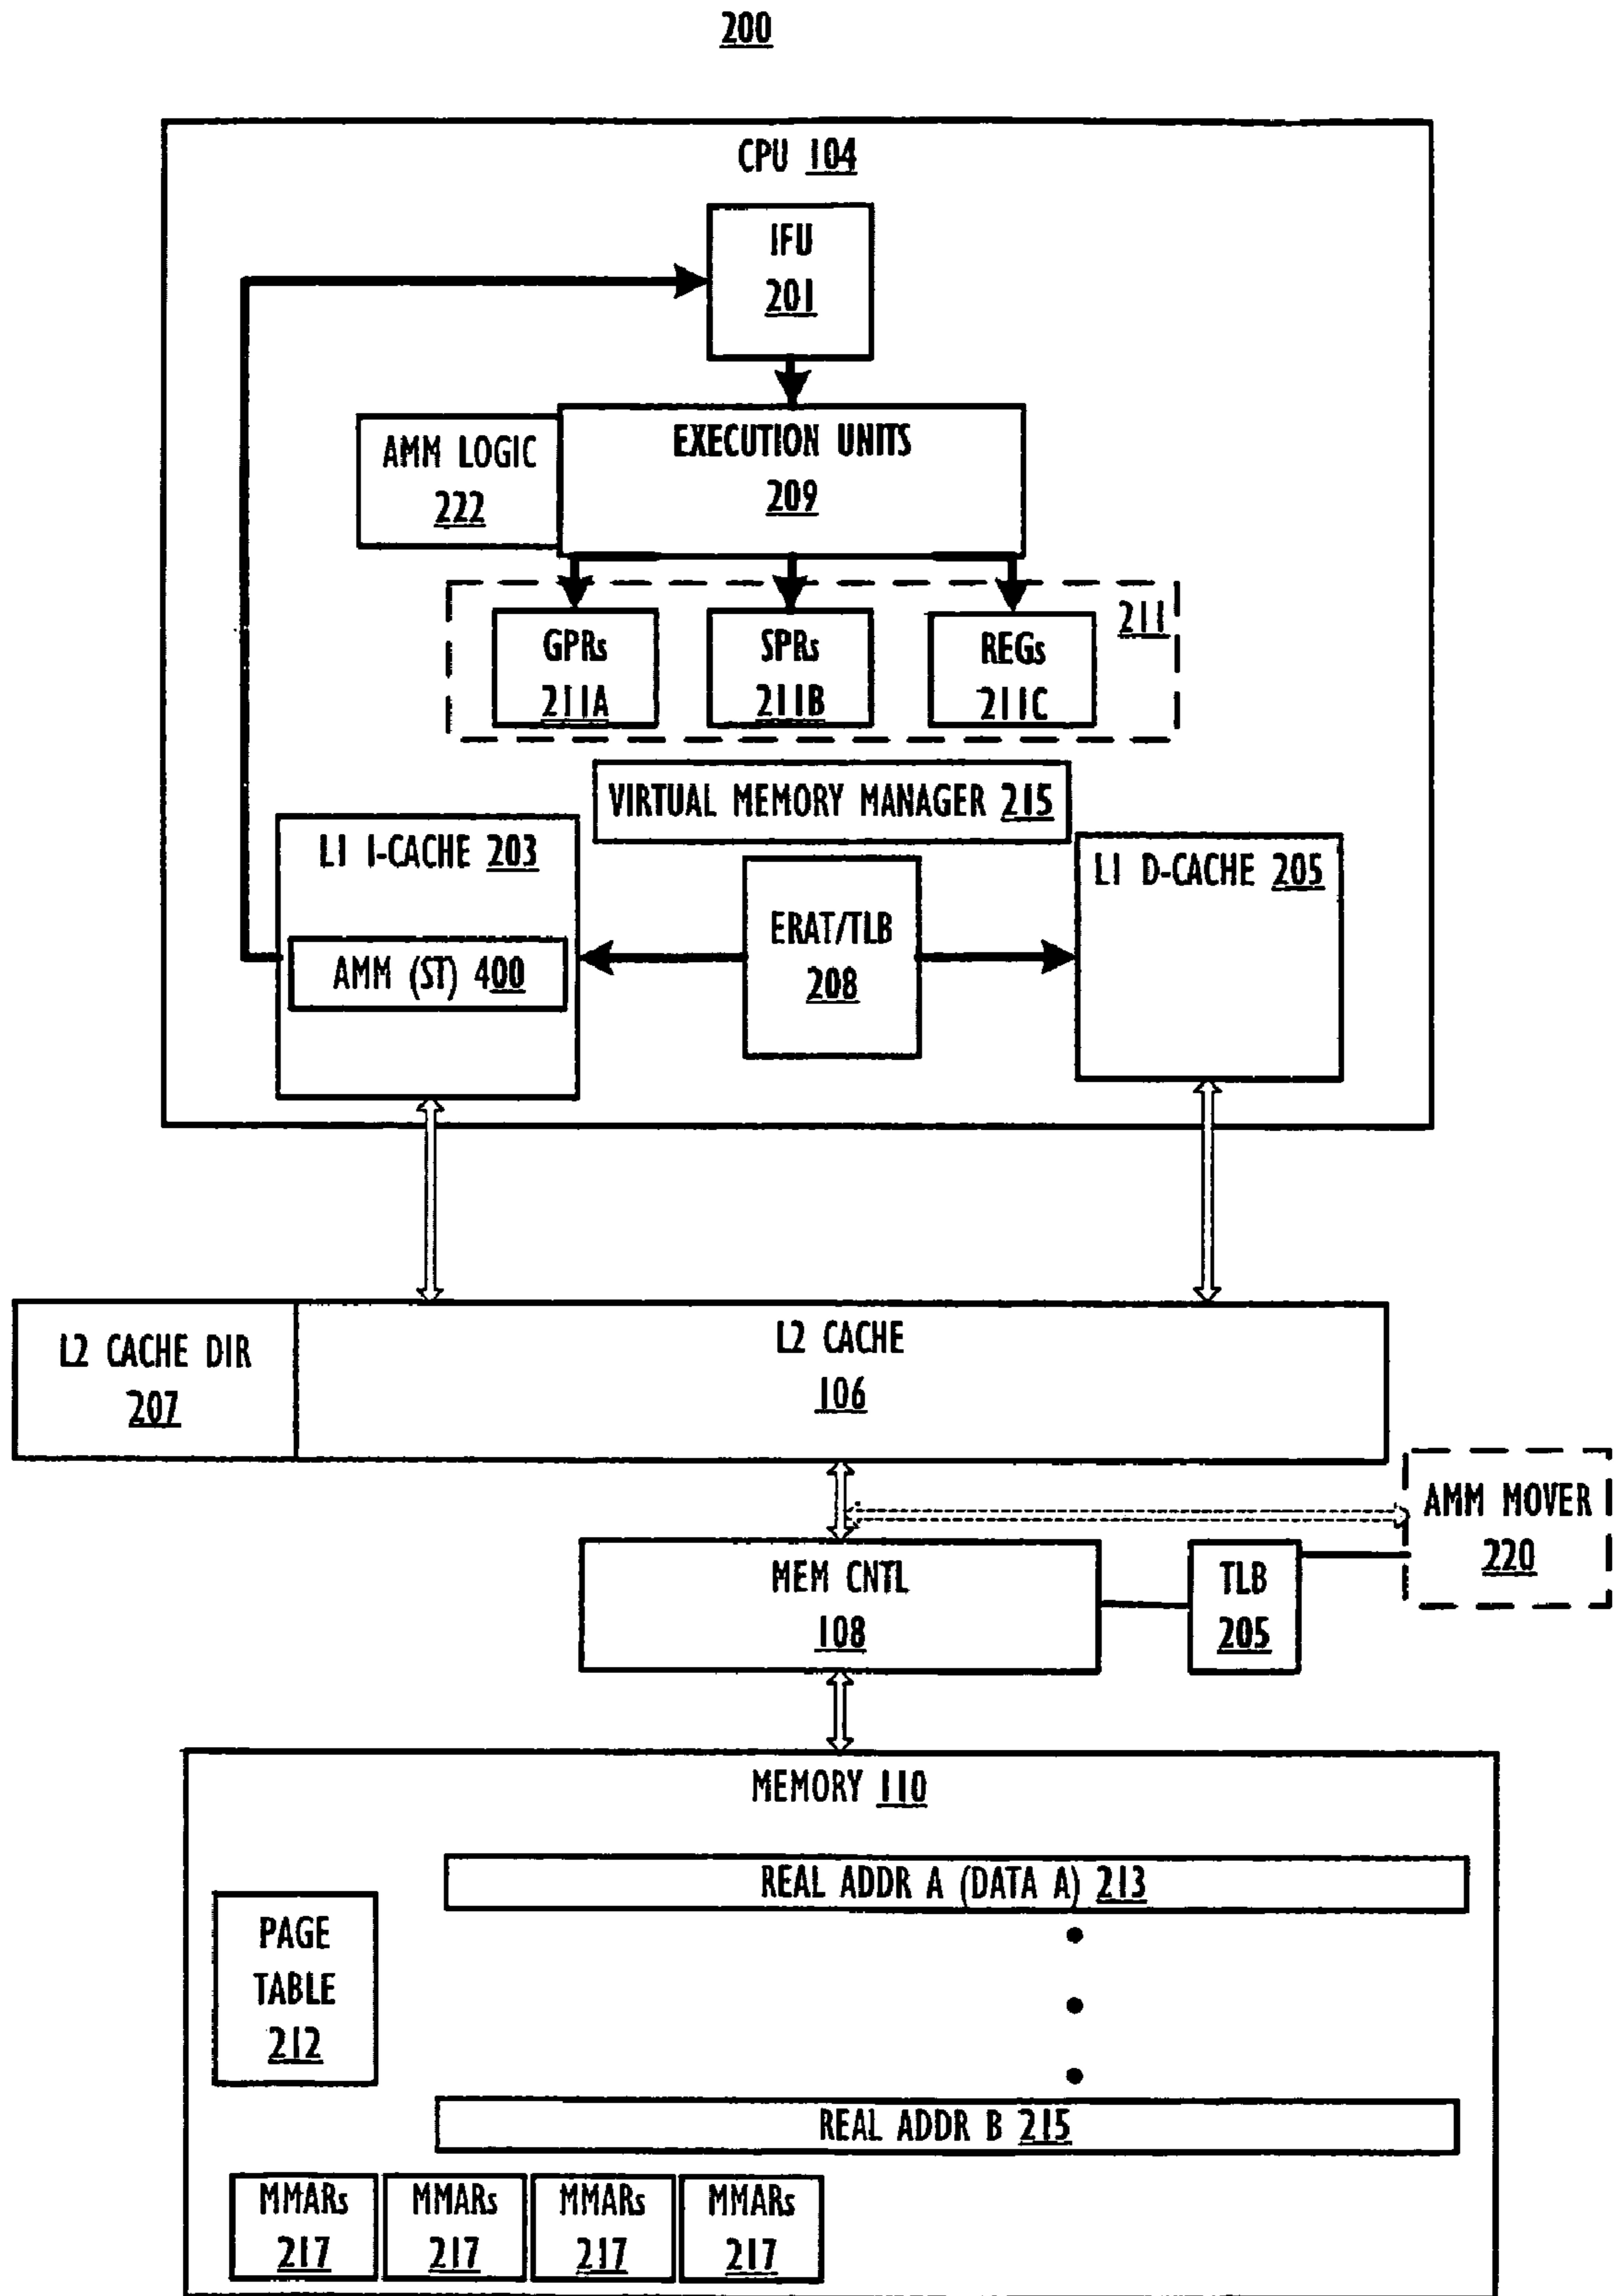 200
CPU 104
IFU
201
AMM LOGIC
222
EXECUTION UNITS
209
211
GPRs
211A
SPRs
211B
REGs
211C
VIRTUAL MEMORY MANAGER 215
L1 I-CACHE 203
AMM (ST) 400
ERAT/TLB
208
L1 D-CACHE 205
L2 CACHE DIR
207
L2 CACHE
106
AMM MOVER
220
MEM CNTL
108
TLB
205
MEMORY 110
REAL ADDR A (DATA A) 213
PAGE
TABLE
212
REAL ADDR B 215
MMARs
217
MMARs
217
MMARs
217
MMARs
217